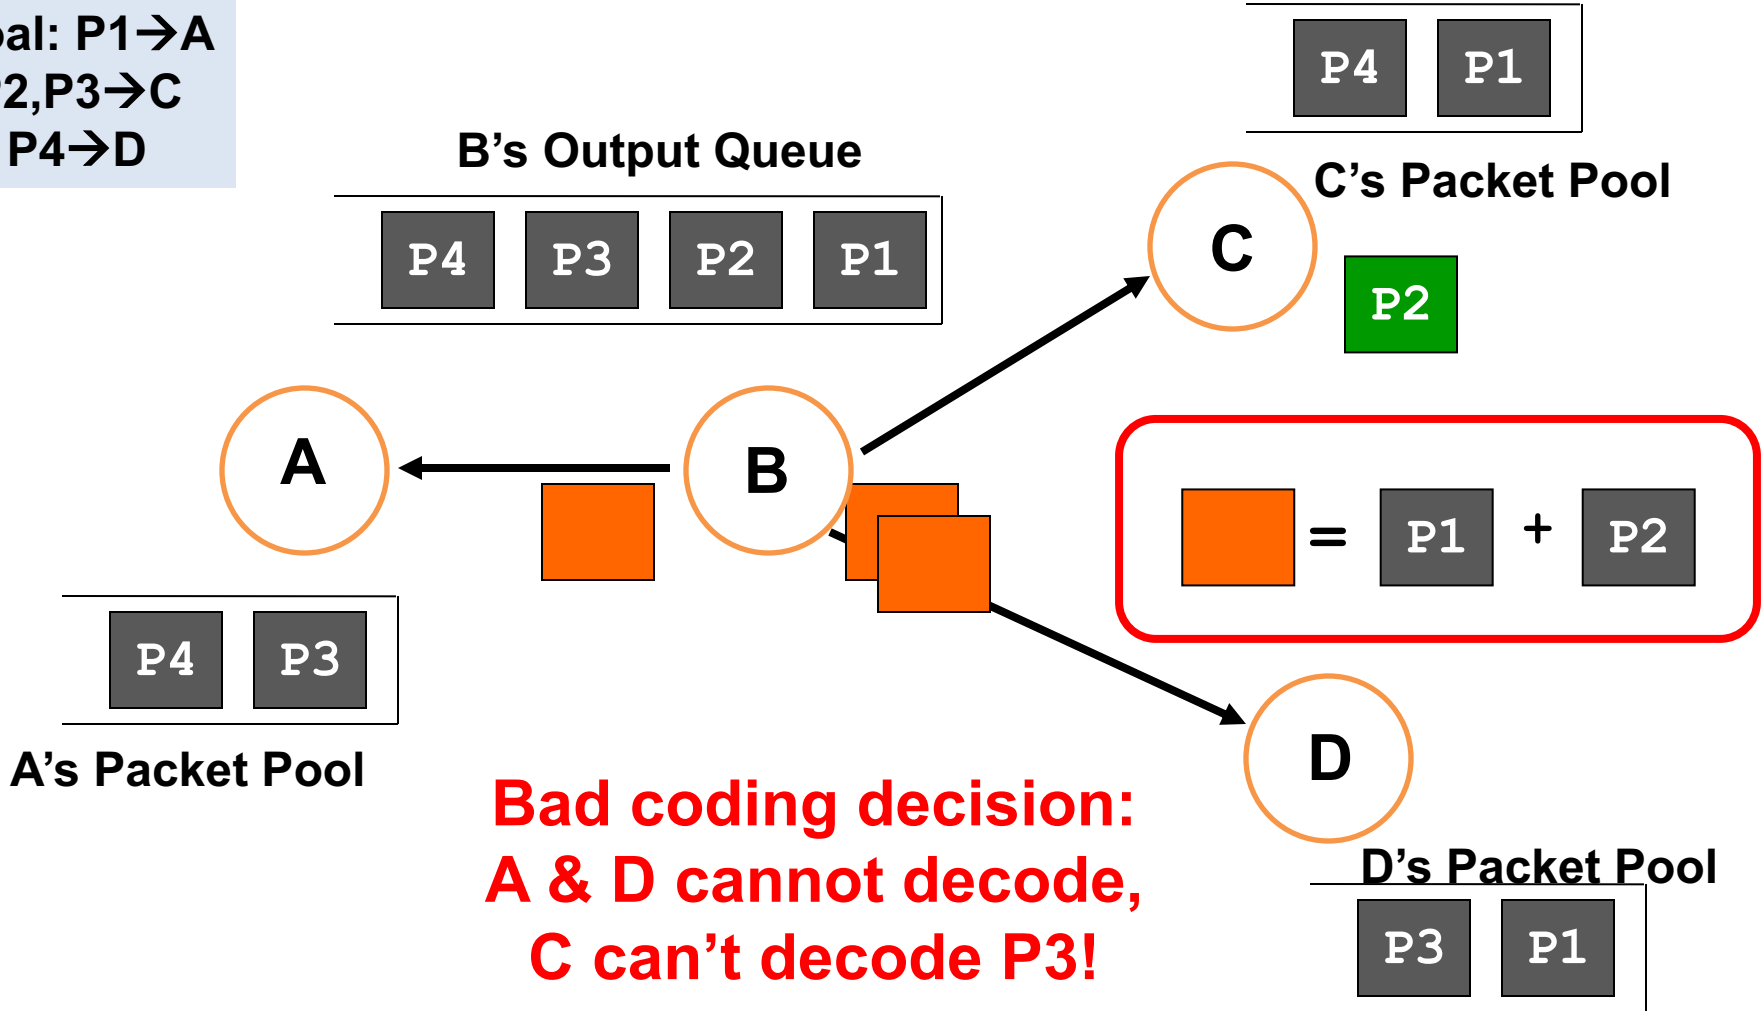 al: P1→A
2,P3→C
P4→D
B’s Output Queue
P4 P3 P2 P1
P4 P1
C’s Packet Pool
C
P2
A
B
= P1 + P2
P4 P3
A’s Packet Pool
D
Bad coding decision:
A & D cannot decode,
C can’t decode P3!
D’s Packet Pool
P3 P1